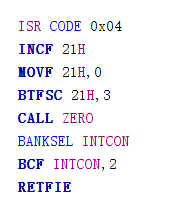 ISR CODE 0x04
INCF 21H
MOVF 21H,0
BTFSC 21H,3
CALL ZERO
BANKSEL INTCON
BCF INTCON,2
RETFIE